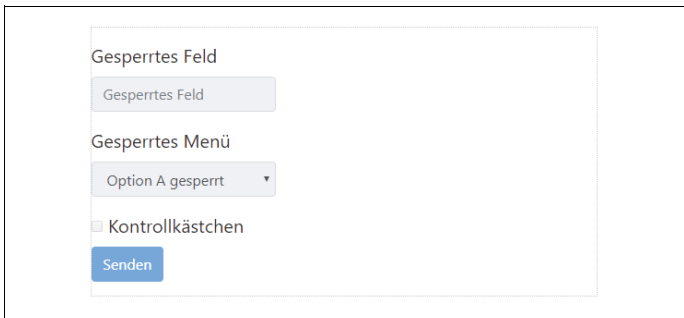 Gesperrtes Feld
Gesperrtes Feld
Gesperrtes Menü
Option A gesperrt
Kontrollkästchen
Senden